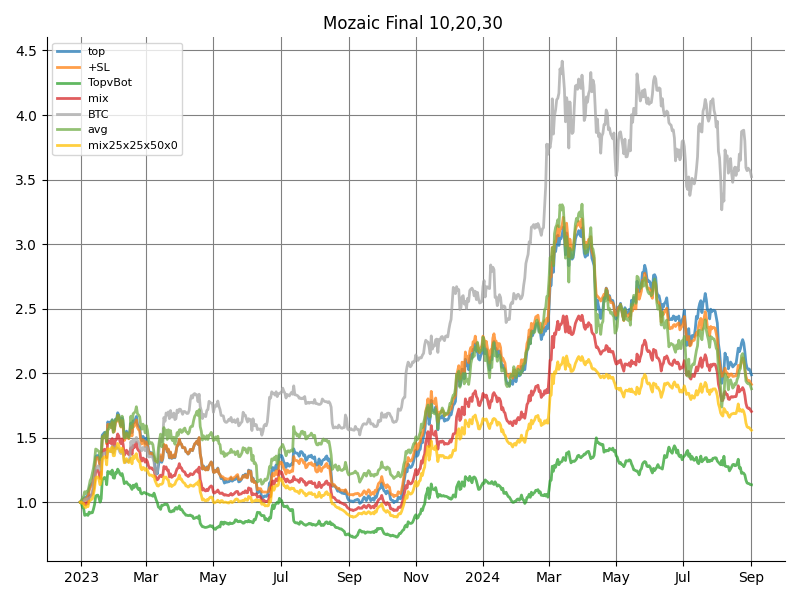 Mozaic Final 10,20,30
top
+SL
TopvBot
mix
BTC
avg
mix25x25x50x0
4.5
4.0
3.5
3.0
2.5
2.0
1.5
1.0
2023 Mar May Jul Sep Nov 2024 Mar May Jul Sep